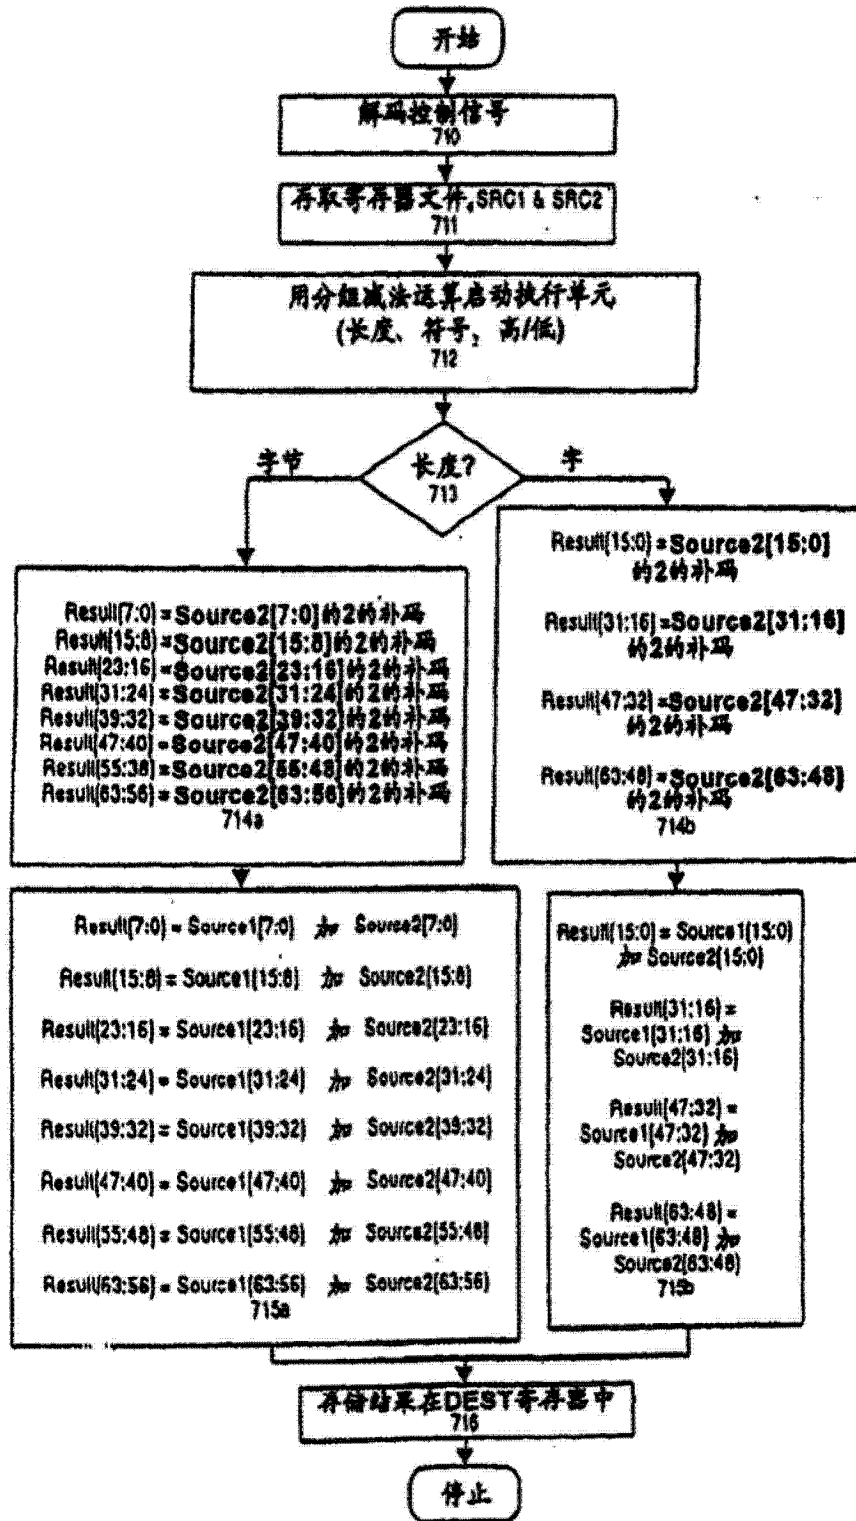 开始
解码控制信号
710
存取寄存器文件,SRC1 & SRC2
711
用分组减法运算启动执行单元
(长度、符号,高/低)
712
长度?
713
字节
字
Result(7:0) = Source2[7:0]的2的补码
Result(15:8) = Source2[15:8]的2的补码
Result(23:16) = Source2[23:16]的2的补码
Result(31:24) = Source2[31:24]的2的补码
Result(39:32) = Source2[39:32]的2的补码
Result(47:40) = Source2[47:40]的2的补码
Result(55:38) = Source2[55:48]的2的补码
Result(63:56) = Source2[63:56]的2的补码
714a
Result(15:0) = Source2[15:0]
的2的补码
Result(31:16) = Source2[31:16]
的2的补码
Result(47:32) = Source2[47:32]
的2的补码
Result(63:48) = Source2[63:48]
的2的补码
714b
Result(7:0) = Source1[7:0] 加 Source2[7:0]
Result(15:8) = Source1(15:8) 加 Source2(15:8]
Result(23:16) = Source1(23:16) 加 Source2(23:16)
Result(31:24) = Source1(31:24) 加 Source2(31:24)
Result(39:32) = Source1(39:32) 加 Source2(39:32]
Result(47:40) = Source1(47:40) 加 Source2(47:40]
Result(55:48) = Source1(55:48) 加 Source2(55:48)
Result(63:56) = Source1(63:56) 加 Source2(63:56)
715a
Result(15:0) = Source1(15:0)
加 Source2(15:0)
Result(31:16) =
Source1(31:16) 加
Source2(31:16)
Result(47:32) =
Source1(47:32) 加
Source2(47:32)
Result(63:48) =
Source1(63:48) 加
Source2(63:48)
715b
存储结果在DEST寄存器中
716
停止